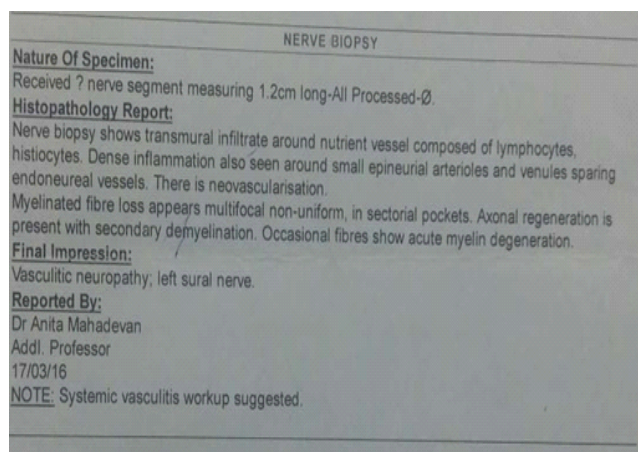 NERVE BIOPSY
Nature Of Specimen:
Received ? nerve segment measuring 1.2cm long-All Processed-Ø.
Histopathology Report:
Nerve biopsy shows transmural infiltrate around nutrient vessel composed of lymphocytes,
histiocytes. Dense inflammation also seen around small epineurial arterioles and venules sparing
endoneureal vessels. There is neovascularisation.
Myelinated fibre loss appears multifocal non-uniform, in sectorial pockets. Axonal regeneration is
present with secondary demyelination. Occasional fibres show acute myelin degeneration.
Final Impression:
Vasculitic neuropathy; left sural nerve.
Reported By:
Dr Anita Mahadevan
Addl. Professor
17/03/16
NOTE: Systemic vasculitis workup suggested.